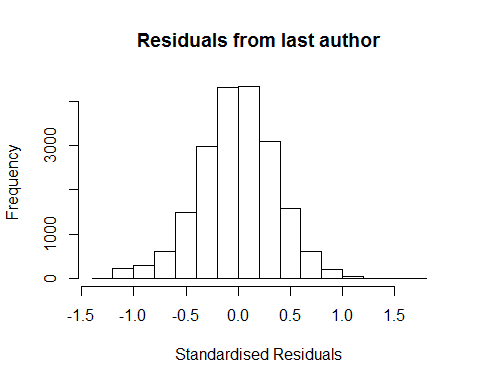 Residuals from last author
Frequency
3000
1000
0
-1.5 -1.0 -0.5 0.0 0.5 1.0 1.5
Standardised Residuals